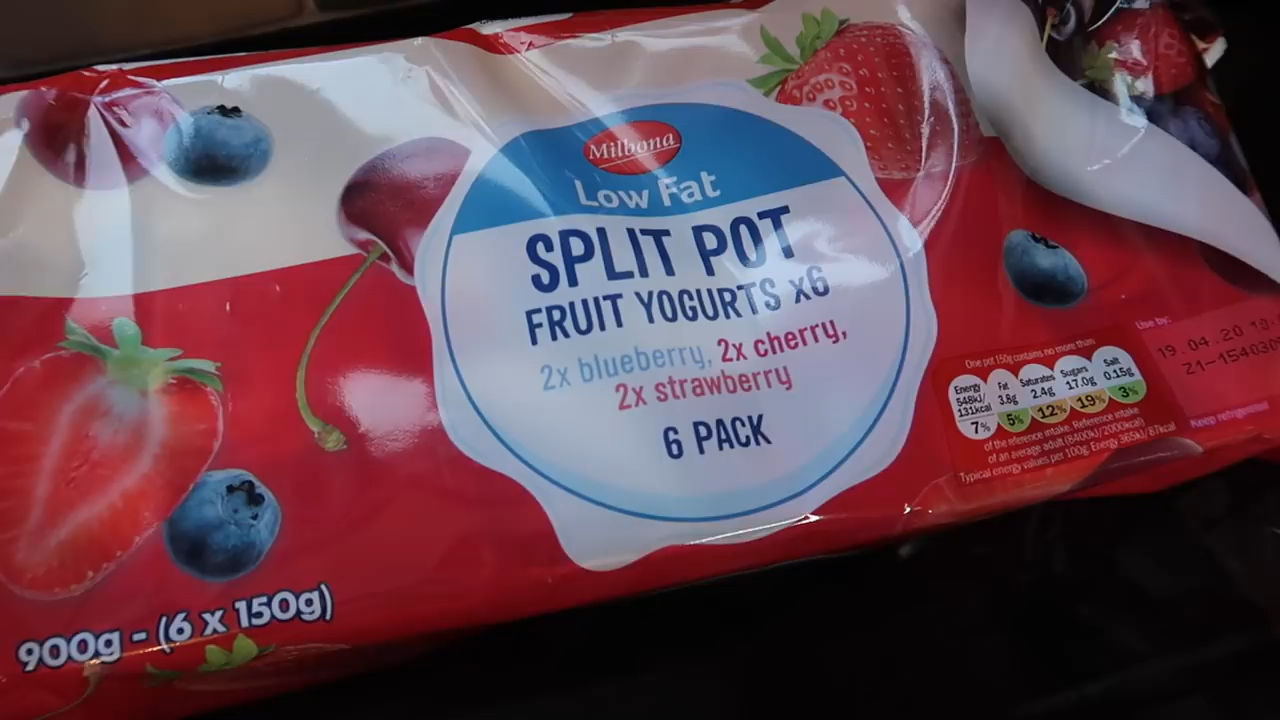 Milbona
Low Fat
SPLIT POT
FRUIT YOGURTS x6
2x blueberry, 2x cherry,
2x strawberry
6 PACK
900g - (6 x 150g)
One pot 150g contains no more than
Energy 548kJ/ 131kcal 7%
Fat 3.8g 5%
Saturates 2.4g 12%
Sugars 17.0g 19%
Salt 0.15g 3%
of the reference intake. Reference intake
of an average adult (8400kJ/2000kcal)
Typical energy values per 100g: Energy 365kJ/87kcal
Use by:
19.04.20
21-154030
Keep refrigerated